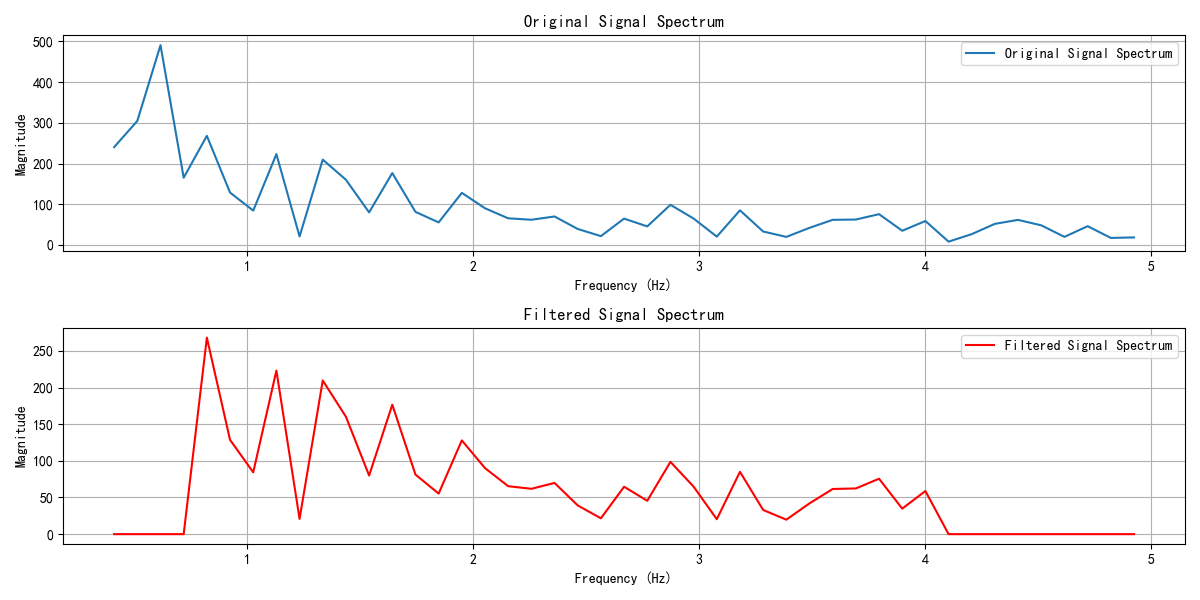 Original Signal Spectrum
Magnitude
500
400
300
200
100
0
Original Signal Spectrum
1 2 3 4 5
Frequency (Hz)
Filtered Signal Spectrum
Magnitude
250
200
150
100
50
0
Filtered Signal Spectrum
1 2 3 4 5
Frequency (Hz)